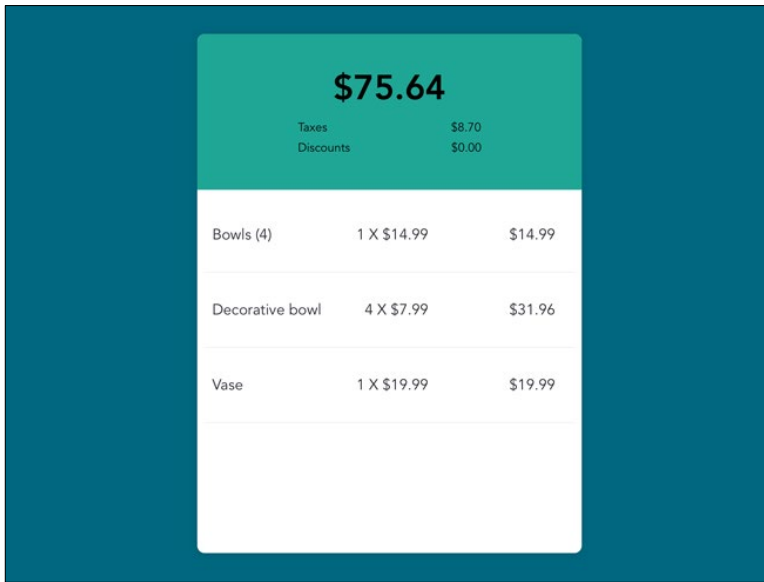 $75.64
Taxes $8.70
Discounts $0.00
Bowls (4) 1 X $14.99 $14.99
Decorative bowl 4 X $7.99 $31.96
Vase 1 X $19.99 $19.99